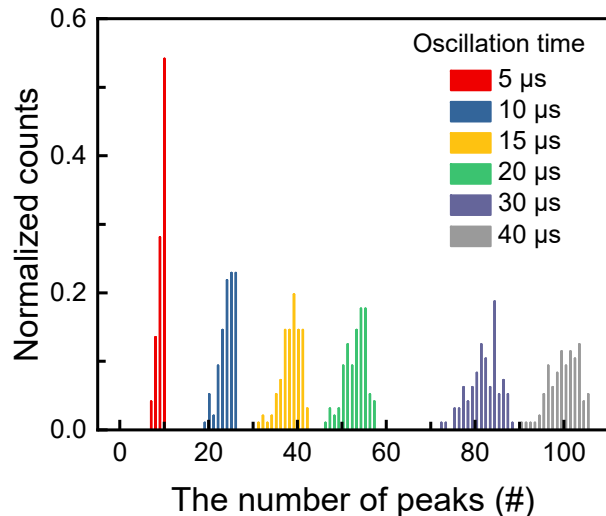 Oscillation time
5 µs
10 µs
15 µs
20 µs
30 µs
40 µs
Normalized counts
0.6
0.4
0.2
0.0
0 20 40 60 80 100
The number of peaks (#)